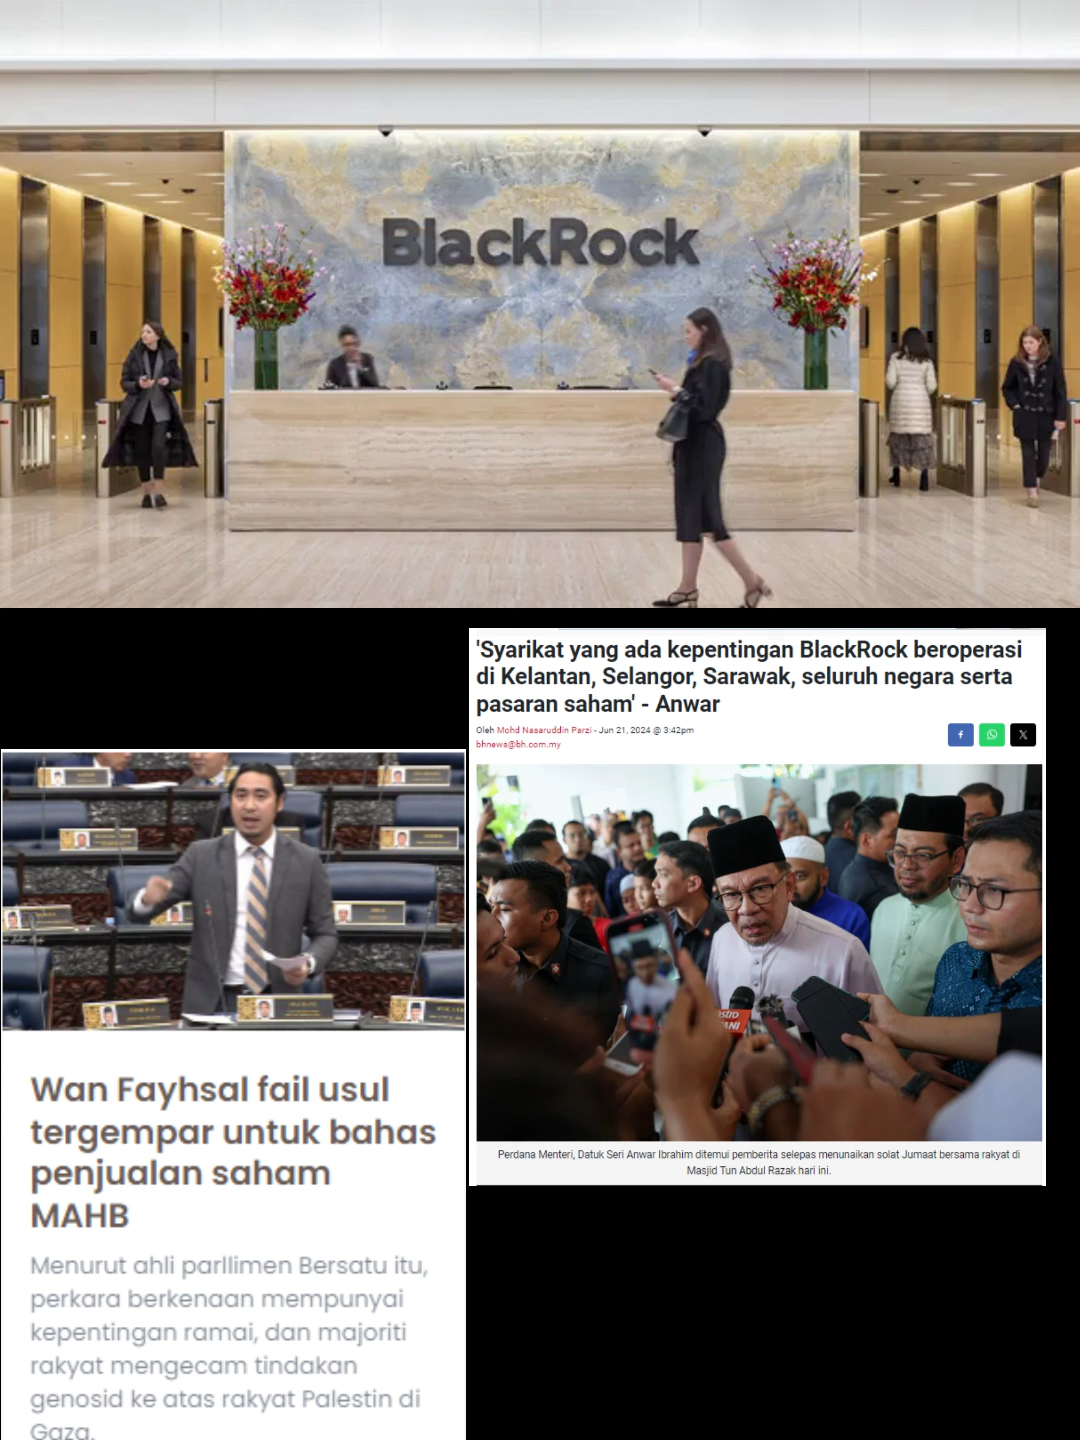 BlackRock
'Syarikat yang ada kepentingan BlackRock beroperasi
di Kelantan, Selangor, Sarawak, seluruh negara serta
pasaran saham' - Anwar
Oleh Mohd Nasaruddin Parzi - Jun 21, 2024 @ 3:42pm
bhnews@bh.com.my
astro
ANI
Perdana Menteri, Datuk Seri Anwar Ibrahim ditemui pemberita selepas menunaikan solat Jumaat bersama rakyat di
Masjid Tun Abdul Razak hari ini.
Wan Fayhsal fail usul
tergempar untuk bahas
penjualan saham
MAHB
Menurut ahli parllimen Bersatu itu,
perkara berkenaan mempunyai
kepentingan ramai, dan majoriti
rakyat mengecam tindakan
genosid ke atas rakyat Palestin di
Gaza.